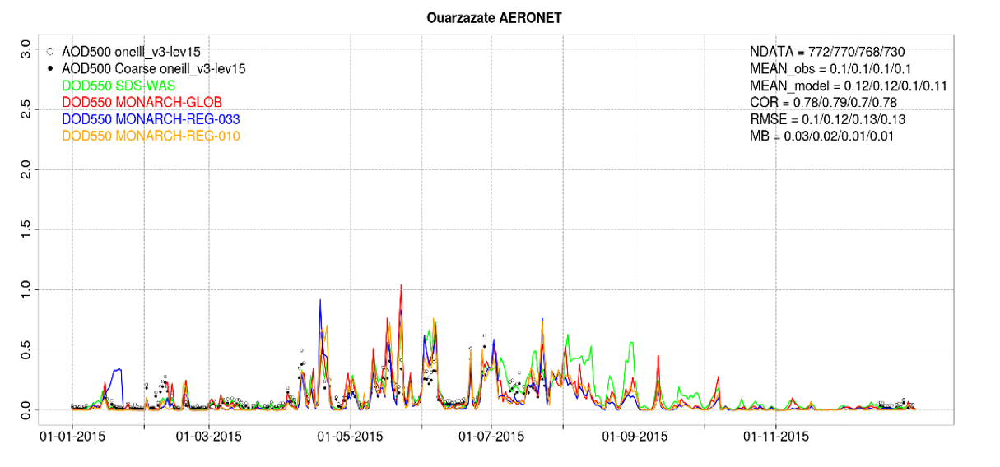 Ouarzazate AERONET
AOD500 oneill_v3-lev15
AOD500 Coarse oneill_v3-lev15
DOD550 SDS-WAS
DOD550 MONARCH-GLOB
DOD550 MONARCH-REG-033
DOD550 MONARCH-REG-010
NDATA = 772/770/768/730
MEAN_obs = 0.1/0.1/0.1/0.1
MEAN_model = 0.12/0.12/0.1/0.11
COR = 0.78/0.79/0.7/0.78
RMSE = 0.1/0.12/0.13/0.13
MB = 0.03/0.02/0.01/0.01
3.0
2.5
2.0
1.5
1.0
0.5
0.0
01-01-2015 01-03-2015 01-05-2015 01-07-2015 01-09-2015 01-11-2015